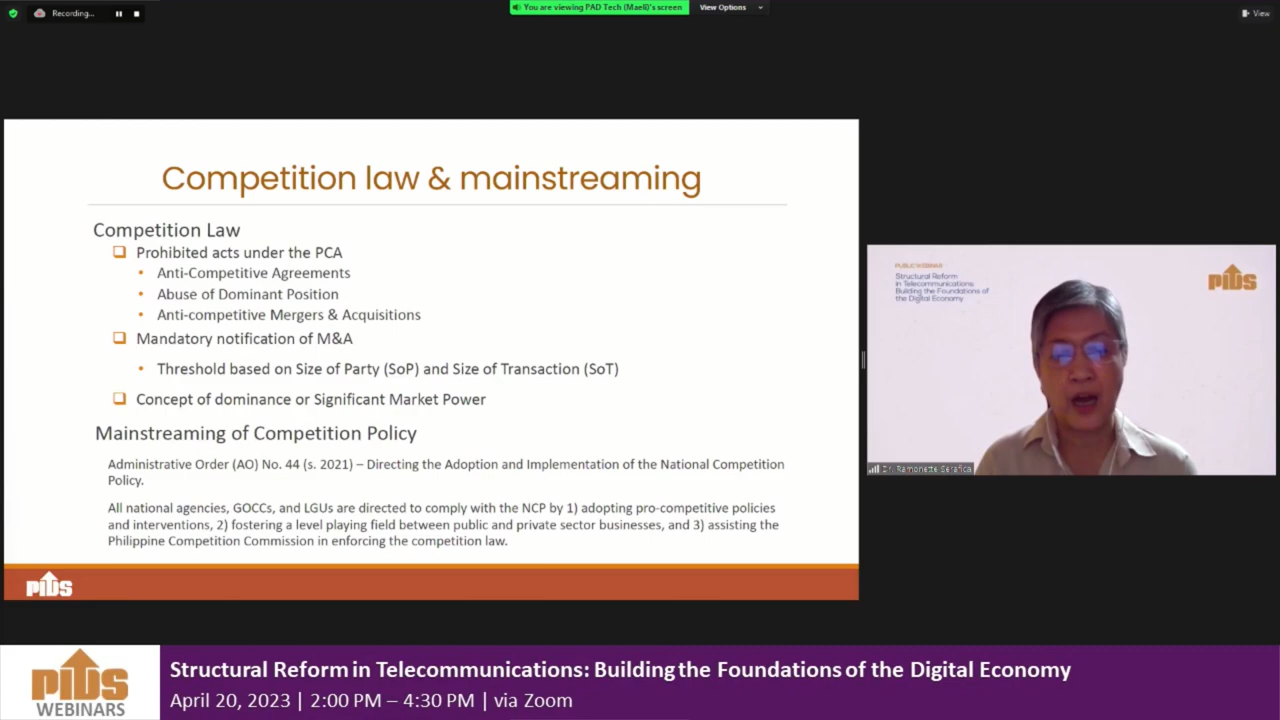 Recording...
You are viewing PAD Tech (Maeli)'s screen
View Options
View
Competition law & mainstreaming
Competition Law
Prohibited acts under the PCA
Anti-Competitive Agreements
Abuse of Dominant Position
Anti-competitive Mergers & Acquisitions
Mandatory notification of M&A
Threshold based on Size of Party (SoP) and Size of Transaction (SoT)
Concept of dominance or Significant Market Power
Mainstreaming of Competition Policy
Administrative Order (AO) No. 44 (s. 2021) – Directing the Adoption and Implementation of the National Competition
Policy.
All national agencies, GOCCs, and LGUs are directed to comply with the NCP by 1) adopting pro-competitive policies
and interventions, 2) fostering a level playing field between public and private sector businesses, and 3) assisting the
Philippine Competition Commission in enforcing the competition law.
PIDS
PUBLIC WEBINAR
Structural Reform
in Telecommunications:
Building the Foundations of
the Digital Economy
PIDS
Dr. Ramonette Serafica
PIDS
WEBINARS
Structural Reform in Telecommunications: Building the Foundations of the Digital Economy
April 20, 2023 | 2:00 PM – 4:30 PM | via Zoom